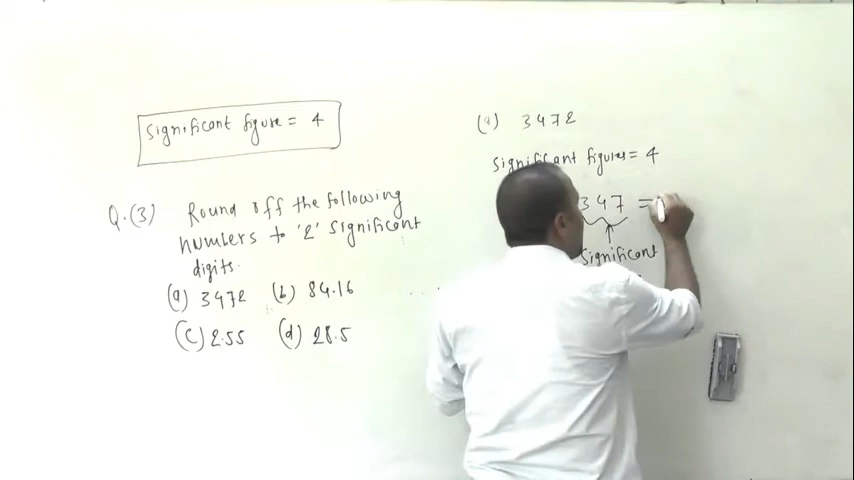 Significant figure = 4
Q.(3) Round off the following
numbers to '2' significant
digits.
(a) 3472 (b) 84.16
(c) 2.55 (d) 28.5
(a) 3472
Significant figures = 4
347 =
Significant